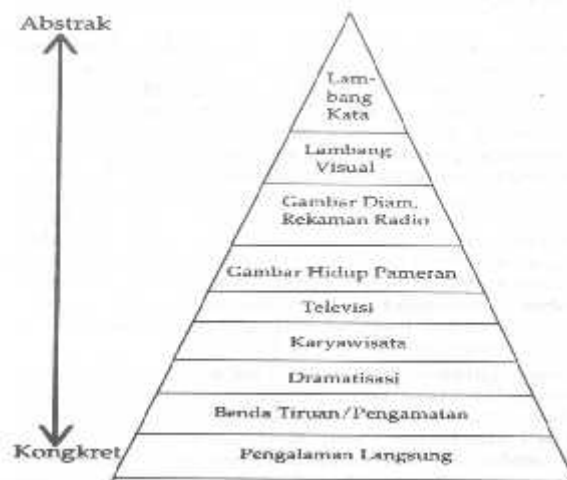 Abstrak
Lam-
bang
Kata
Lambang
Visual
Gambar Diam,
Rekaman Radio
Gambar Hidup Pameran
Televisi
Karyawisata
Dramatisasi
Benda Tiruan/Pengamatan
Kongkret
Pengalaman Langsung